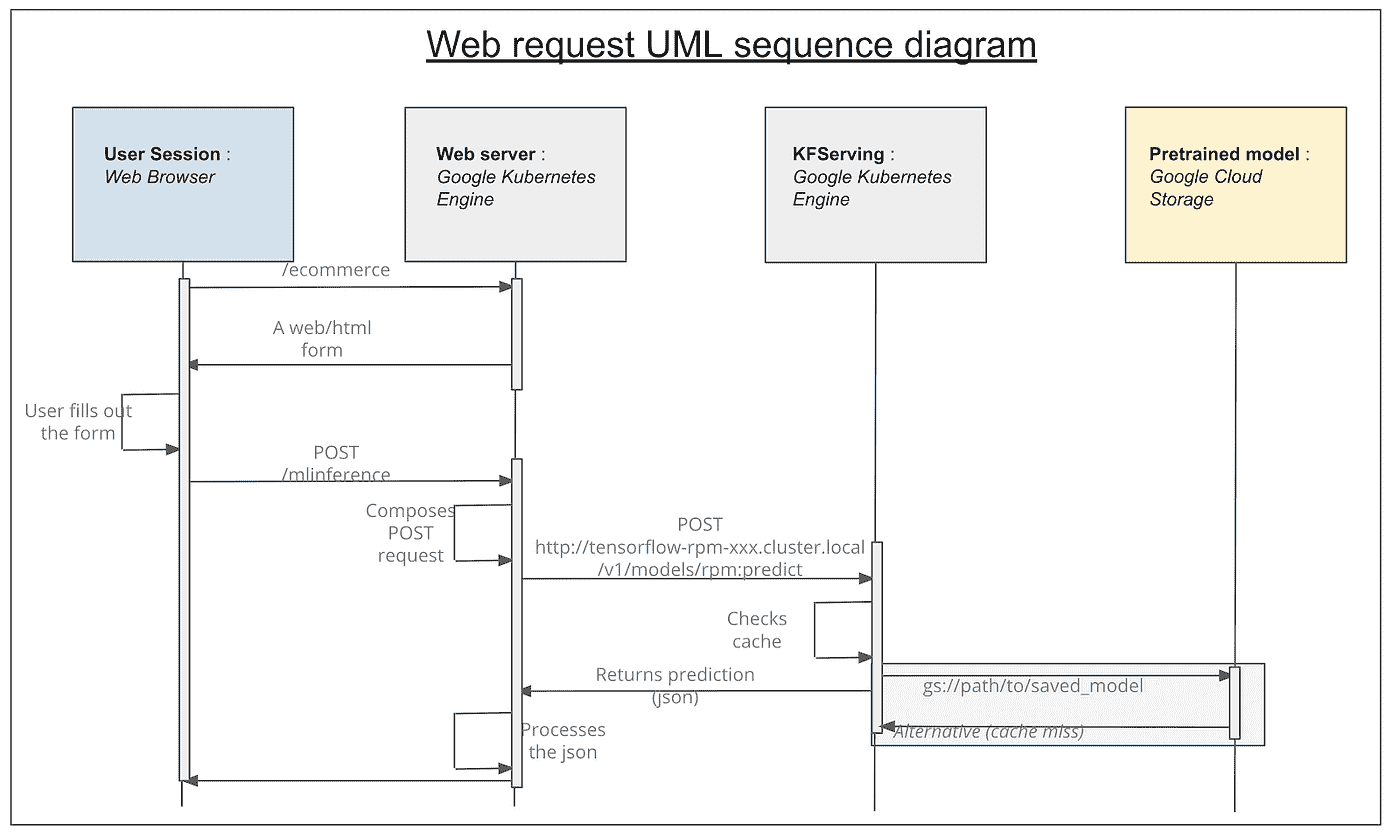 Web request UML sequence diagram
User Session :
Web Browser
Web server :
Google Kubernetes
Engine
KFServing :
Google Kubernetes
Engine
Pretrained model :
Google Cloud
Storage
/ecommerce
A web/html
form
User fills out
the form
POST
/mlinference
Composes
POST
request
POST
http://tensorflow-rpm-xxx.cluster.local
/v1/models/rpm:predict
Checks
cache
Returns prediction
(json)
gs://path/to/saved_model
Alternative (cache miss)
Processes
the json